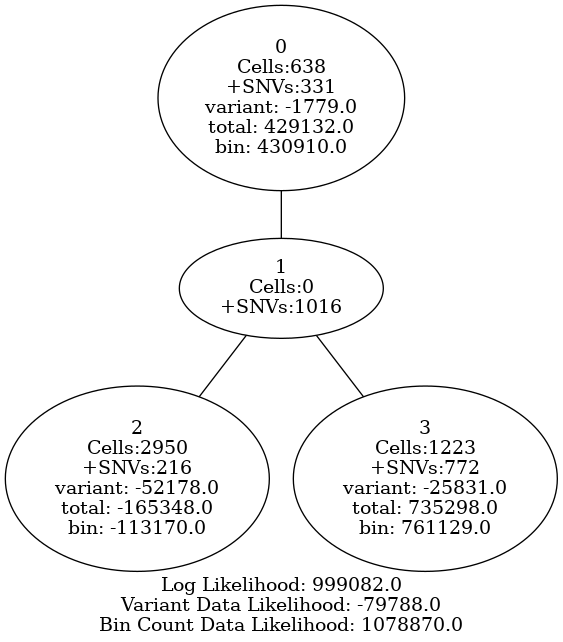 0
Cells:638
+SNVs:331
variant: -1779.0
total: 429132.0
bin: 430910.0
1
Cells:0
+SNVs:1016
2
Cells:2950
+SNVs:216
variant: -52178.0
total: -165348.0
bin: -113170.0
3
Cells:1223
+SNVs:772
variant: -25831.0
total: 735298.0
bin: 761129.0
Log Likelihood: 999082.0
Variant Data Likelihood: -79788.0
Bin Count Data Likelihood: 1078870.0